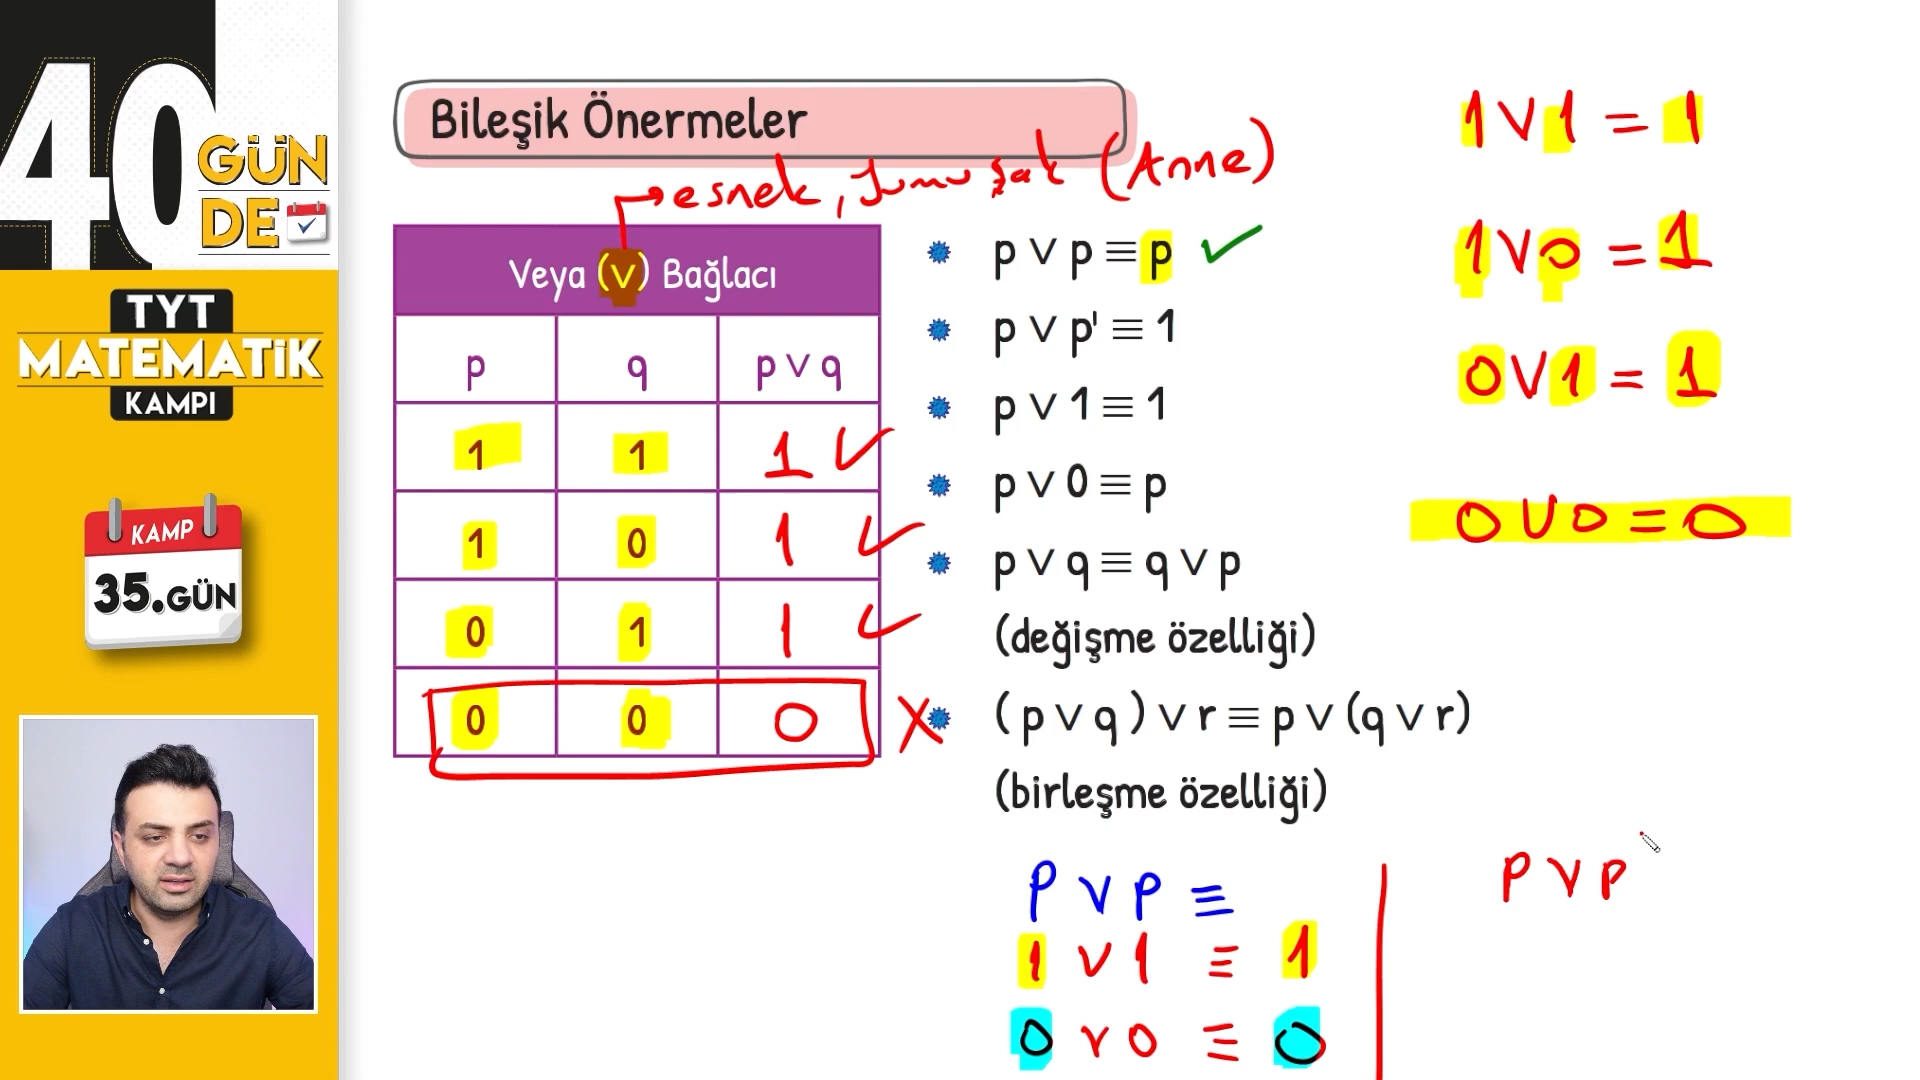 40
GÜN
DE
TYT
MATEMATİK
KAMPI
KAMP
35.GÜN
Bileşik Önermeler
esnek, yumuşak (Anne)
Veya (∨) Bağlacı
p q p ∨ q
1 1 1 ✓
1 0 1 ✓
0 1 1 ✓
0 0 0 X
p ∨ p ≡ p ✓
p ∨ p' ≡ 1
p ∨ 1 ≡ 1
p ∨ 0 ≡ p
p ∨ q ≡ q ∨ p
(değişme özelliği)
( p ∨ q ) ∨ r ≡ p ∨ (q ∨ r)
(birleşme özelliği)
p ∨ p ≡
1 ∨ 1 ≡ 1
0 ∨ 0 ≡ 0
1 ∨ 1 = 1
1 ∨ 0 = 1
0 ∨ 1 = 1
0 ∨ 0 = 0
p ∨ p